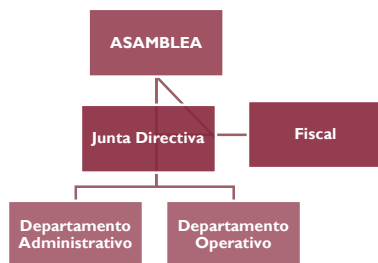 ASAMBLEA
Junta Directiva
Fiscal
Departamento
Administrativo
Departamento
Operativo